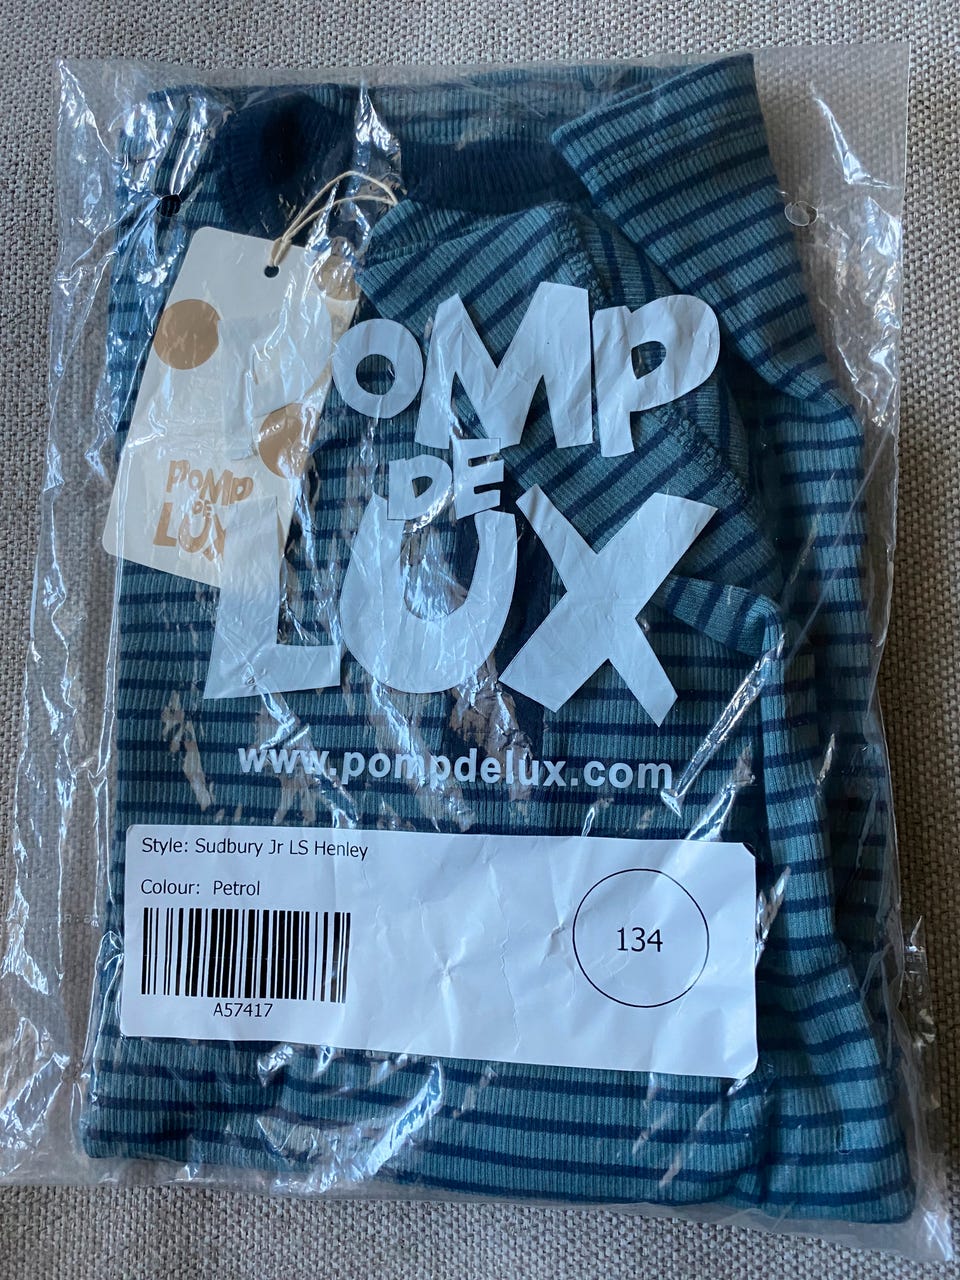 POMP
DE
LUX
POMP
DE
LUX
www.pompdelux.com
Style: Sudbury Jr LS Henley
Colour: Petrol
134
A57417